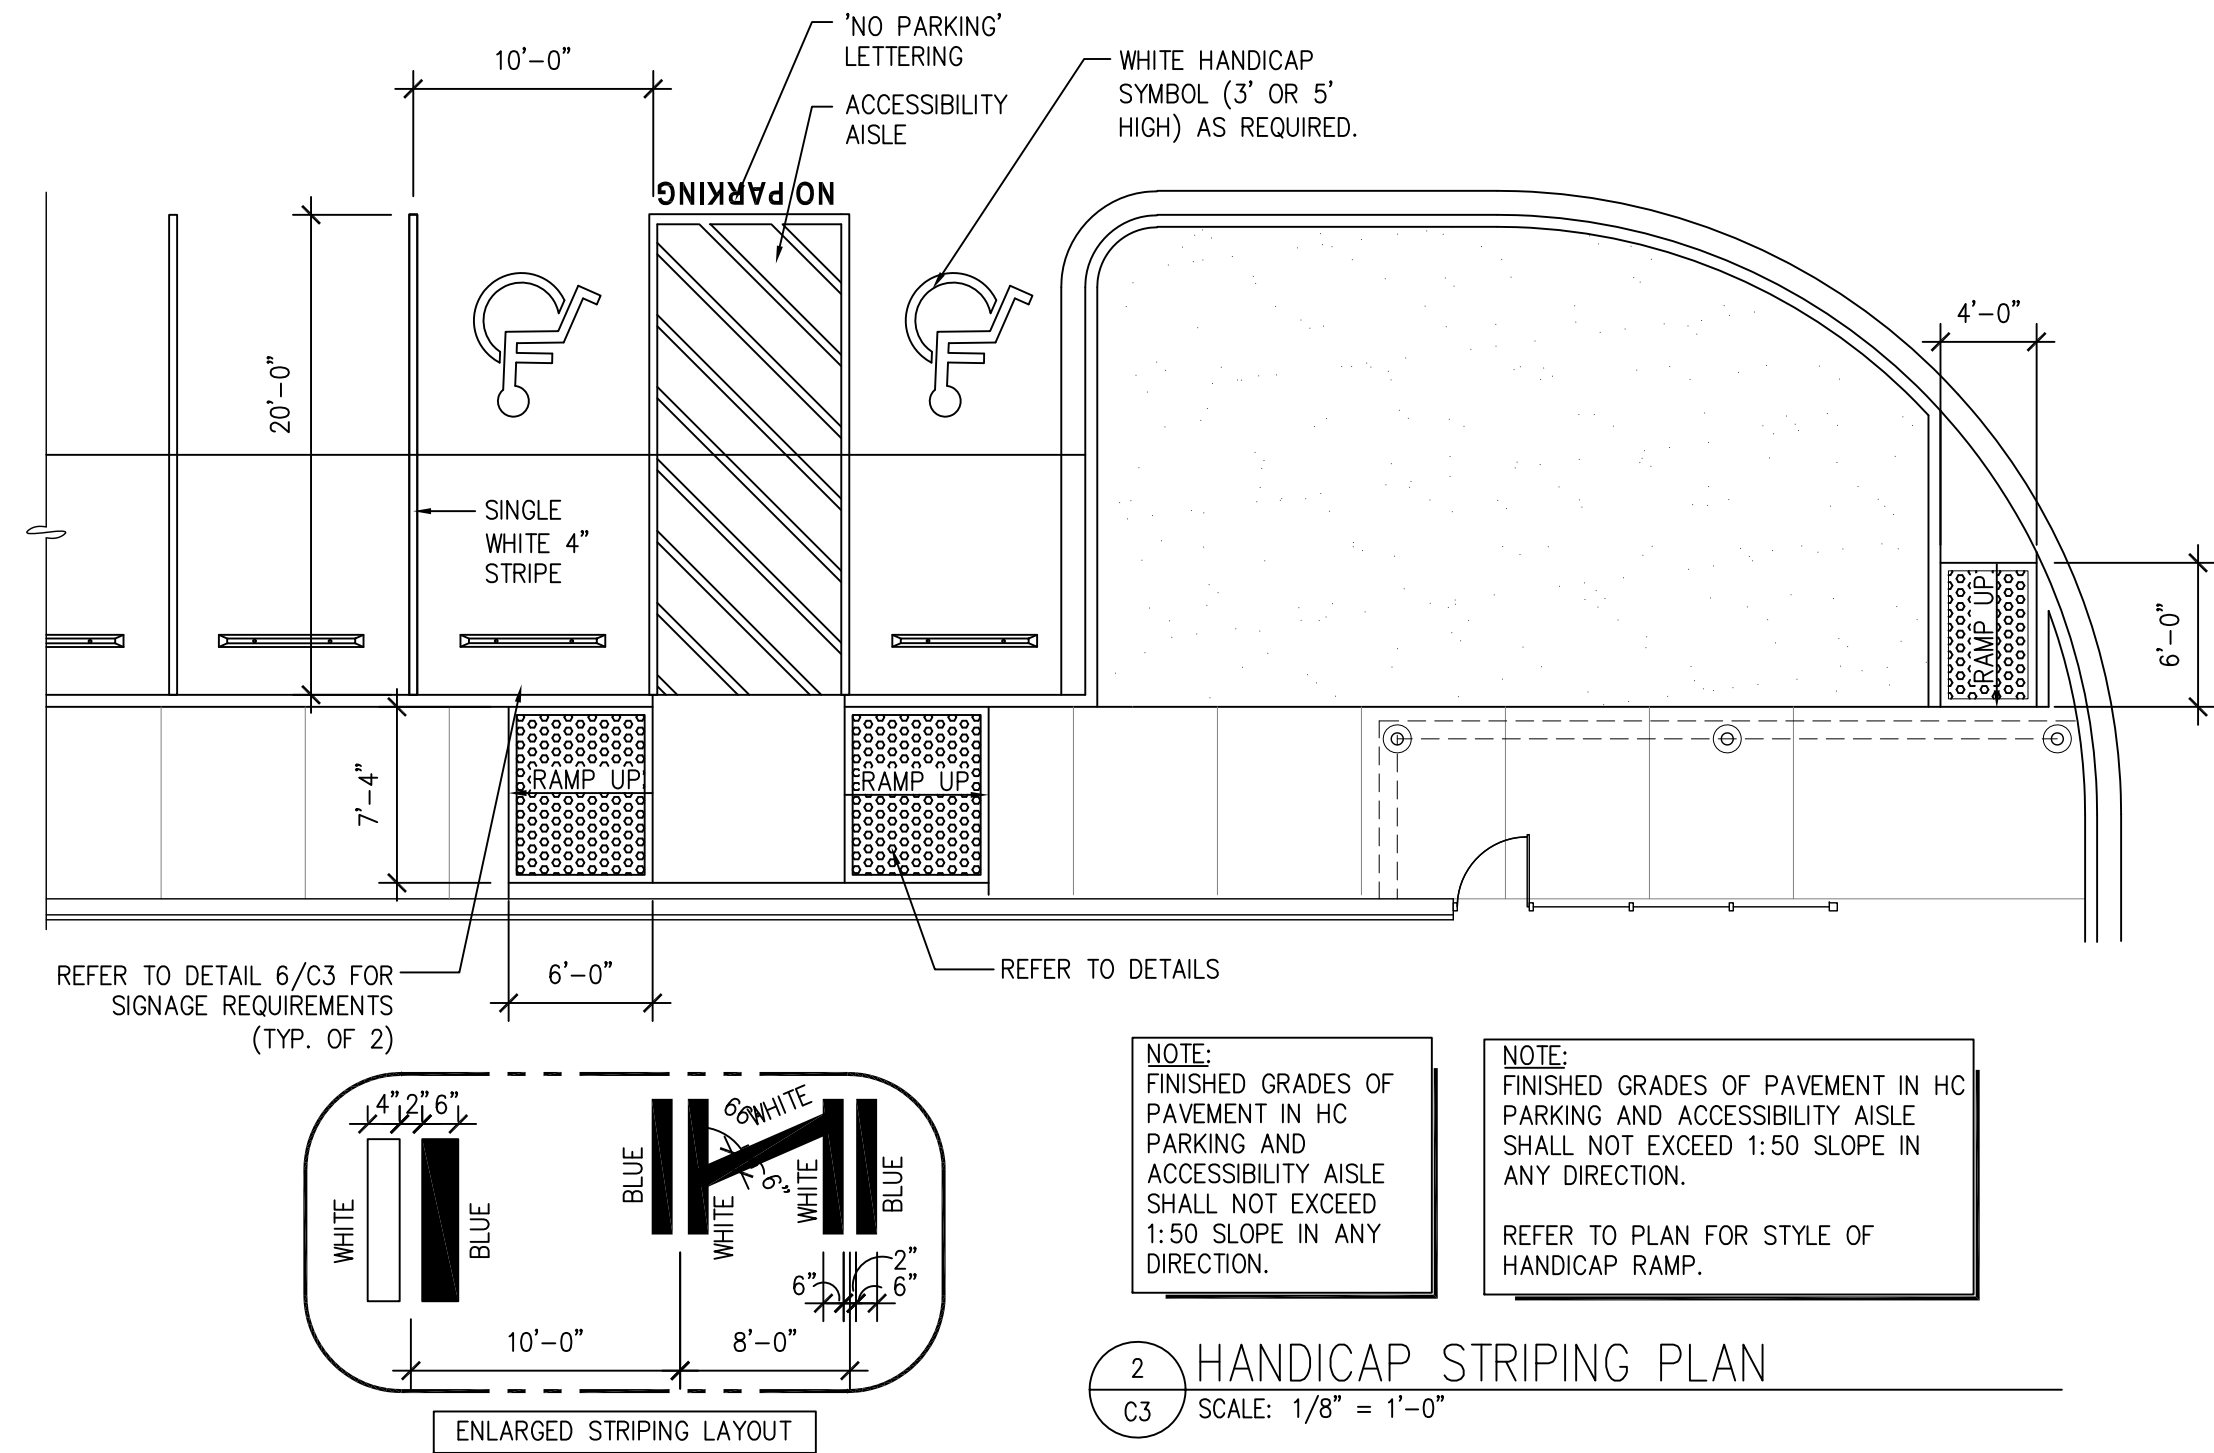 'NO PARKING'
LETTERING
10'-0"
WHITE HANDICAP
SYMBOL (3' OR 5'
HIGH) AS REQUIRED.
ACCESSIBILITY
AISLE
NO PARKING
4'-0"
20'-0"
SINGLE
WHITE 4"
STRIPE
RAMP UP
6'-0"
7'-4"
RAMP UP
RAMP UP
REFER TO DETAIL 6/C3 FOR
SIGNAGE REQUIREMENTS
(TYP. OF 2)
6'-0"
REFER TO DETAILS
4" 2" 6"
WHITE
BLUE
BLUE
WHITE
6"
WHITE
6"
WHITE
BLUE
6"
2"
6"
10'-0"
8'-0"
ENLARGED STRIPING LAYOUT
NOTE:
FINISHED GRADES OF
PAVEMENT IN HC
PARKING AND
ACCESSIBILITY AISLE
SHALL NOT EXCEED
1:50 SLOPE IN ANY
DIRECTION.
NOTE:
FINISHED GRADES OF PAVEMENT IN HC
PARKING AND ACCESSIBILITY AISLE
SHALL NOT EXCEED 1:50 SLOPE IN
ANY DIRECTION.
REFER TO PLAN FOR STYLE OF
HANDICAP RAMP.
2
C3
HANDICAP STRIPING PLAN
SCALE: 1/8" = 1'-0"